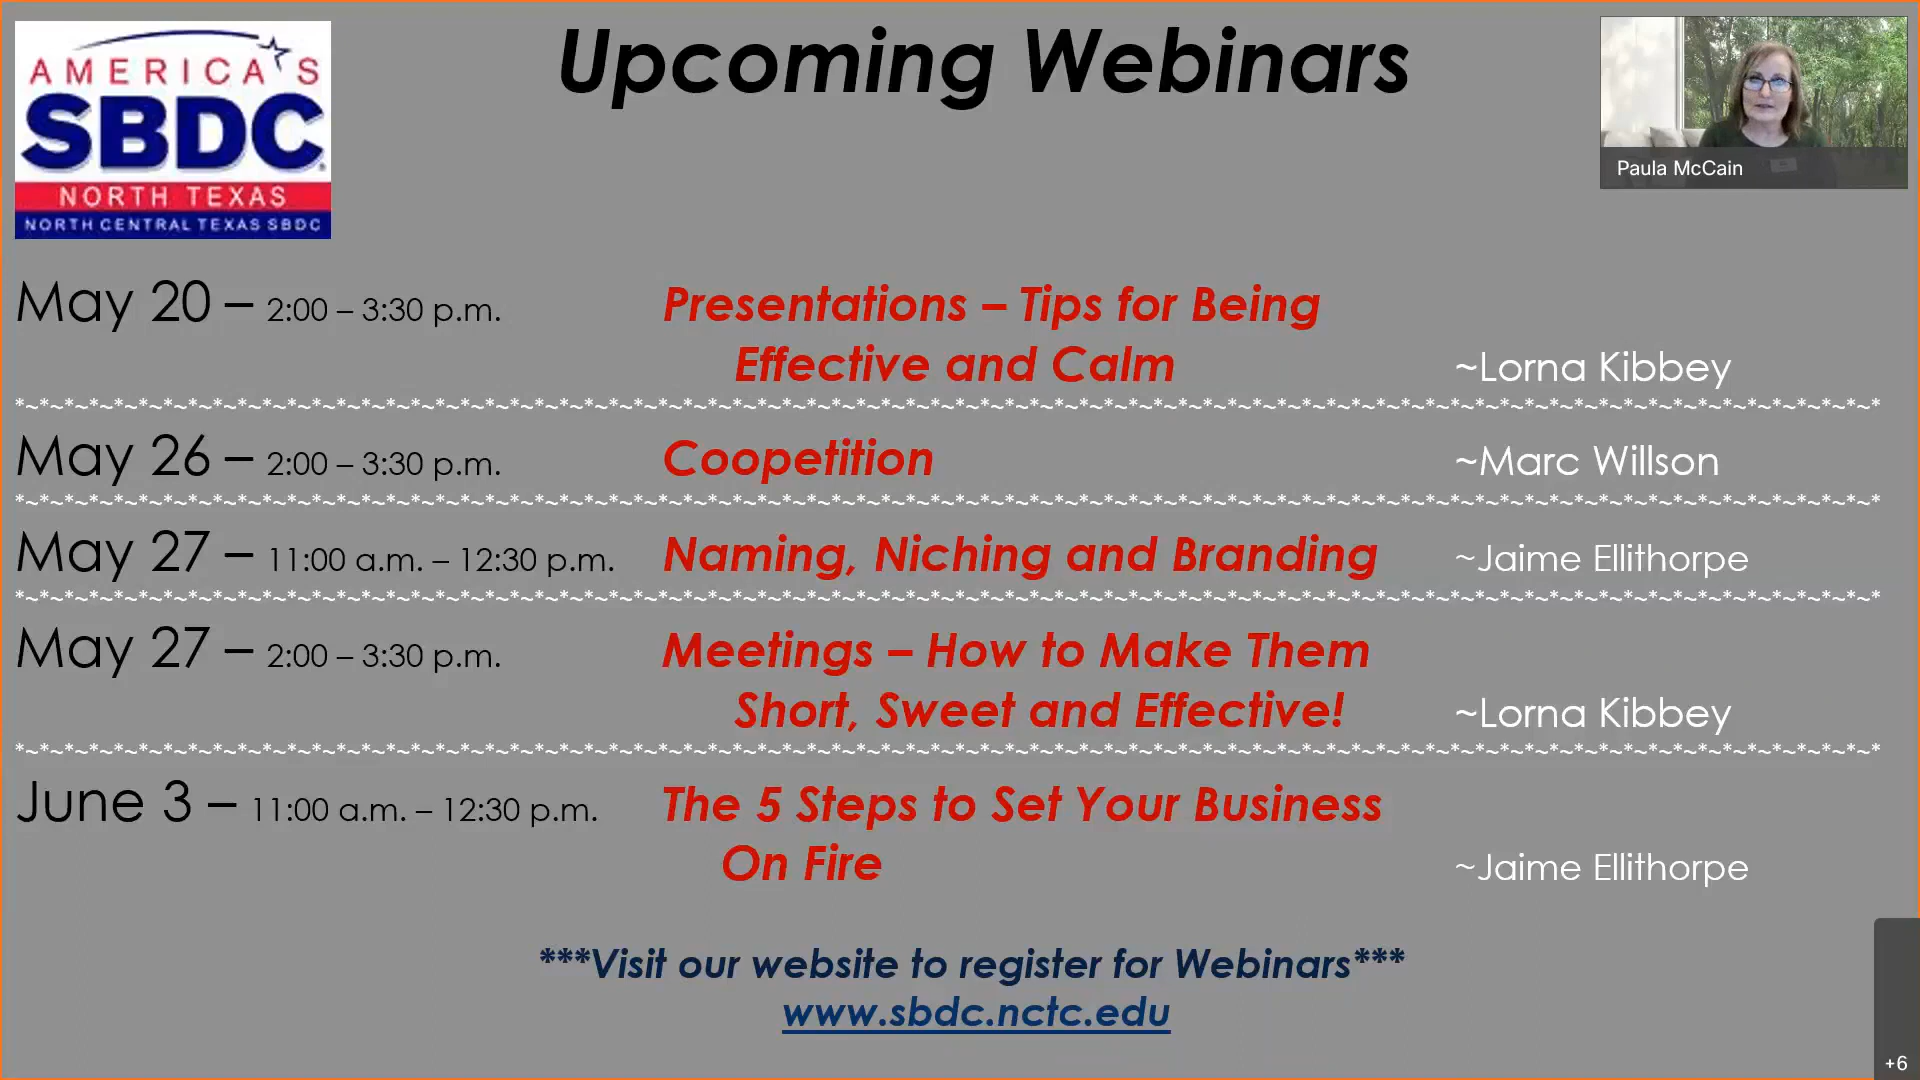 AMERICA'S
SBDC
NORTH TEXAS
NORTH CENTRAL TEXAS SBDC
Upcoming Webinars
Paula McCain
May 20 – 2:00 – 3:30 p.m. Presentations – Tips for Being
Effective and Calm ~Lorna Kibbey
*~*~*~*~*~*~*~*~*~*~*~*~*~*~*~*~*~*~*~*~*~*~*~*~*~*~*~*~*~*~*~*~*~*~*~*~*~*~*~*~*~*~*~*~*~*~*~*~*~*~*~*~*~*~*~*~*~*~*~*~*~*~*~*~*~*~*~*~*~*~*~*~*~*~*~*
May 26 – 2:00 – 3:30 p.m. Coopetition ~Marc Willson
*~*~*~*~*~*~*~*~*~*~*~*~*~*~*~*~*~*~*~*~*~*~*~*~*~*~*~*~*~*~*~*~*~*~*~*~*~*~*~*~*~*~*~*~*~*~*~*~*~*~*~*~*~*~*~*~*~*~*~*~*~*~*~*~*~*~*~*~*~*~*~*~*~*~*~*
May 27 – 11:00 a.m. – 12:30 p.m. Naming, Niching and Branding ~Jaime Ellithorpe
*~*~*~*~*~*~*~*~*~*~*~*~*~*~*~*~*~*~*~*~*~*~*~*~*~*~*~*~*~*~*~*~*~*~*~*~*~*~*~*~*~*~*~*~*~*~*~*~*~*~*~*~*~*~*~*~*~*~*~*~*~*~*~*~*~*~*~*~*~*~*~*~*~*~*~*
May 27 – 2:00 – 3:30 p.m. Meetings – How to Make Them
Short, Sweet and Effective! ~Lorna Kibbey
*~*~*~*~*~*~*~*~*~*~*~*~*~*~*~*~*~*~*~*~*~*~*~*~*~*~*~*~*~*~*~*~*~*~*~*~*~*~*~*~*~*~*~*~*~*~*~*~*~*~*~*~*~*~*~*~*~*~*~*~*~*~*~*~*~*~*~*~*~*~*~*~*~*~*~*
June 3 – 11:00 a.m. – 12:30 p.m. The 5 Steps to Set Your Business
On Fire ~Jaime Ellithorpe
***Visit our website to register for Webinars***
www.sbdc.nctc.edu
+6